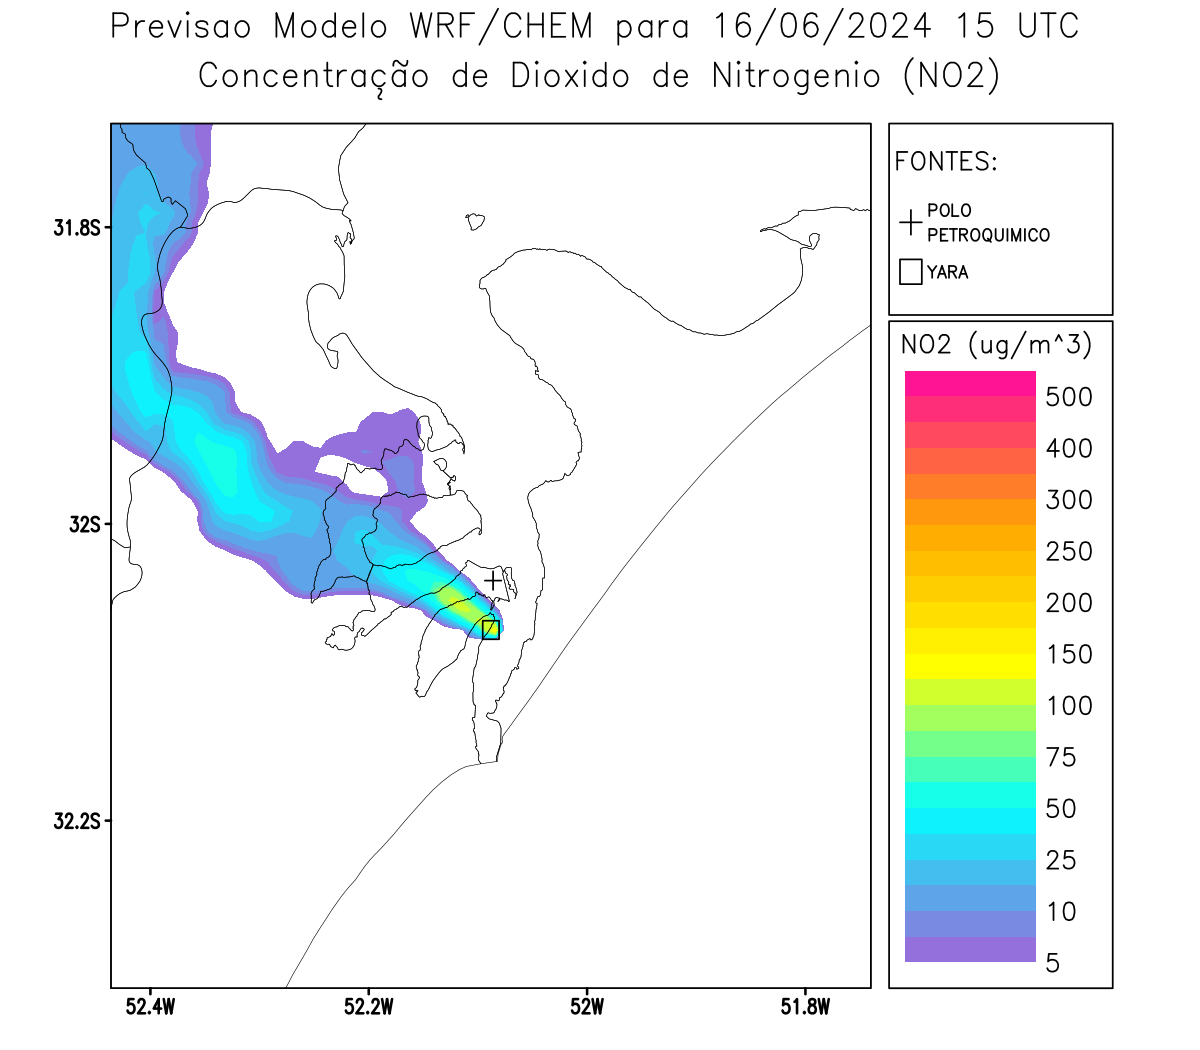 Previsao Modelo WRF/CHEM para 16/06/2024 15 UTC
Concentração de Dioxido de Nitrogenio (NO2)
FONTES:
POLO
PETROQUIMICO
YARA
NO2 (ug/m^3)
500
400
300
250
200
150
100
75
50
25
10
5
31.8S
32S
32.2S
52.4W
52.2W
52W
51.8W